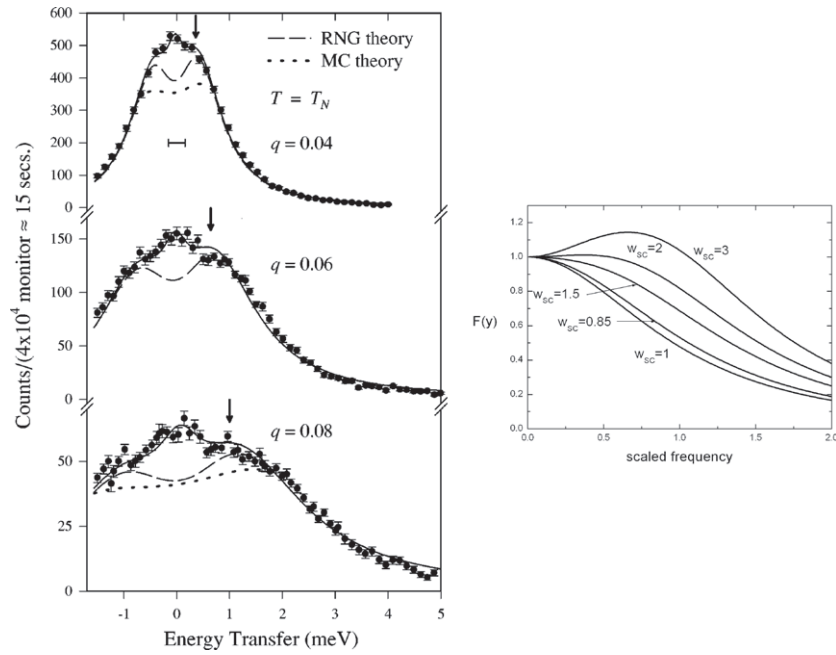 600
500
400
300
200
100
0
RNG theory
MC theory
T = T_N
q = 0.04
150
100
50
0
q = 0.06
50
25
0
q = 0.08
-1 0 1 2 3 4 5
Energy Transfer (meV)
Counts/(4x10⁴ monitor ≈ 15 secs.)
1.2
1.0
0.8
0.6
0.4
0.2
0.0
F(y)
w_SC=2
w_SC=3
w_SC=1.5
w_SC=0.85
w_SC=1
0.0 0.5 1.0 1.5 2.0
scaled frequency